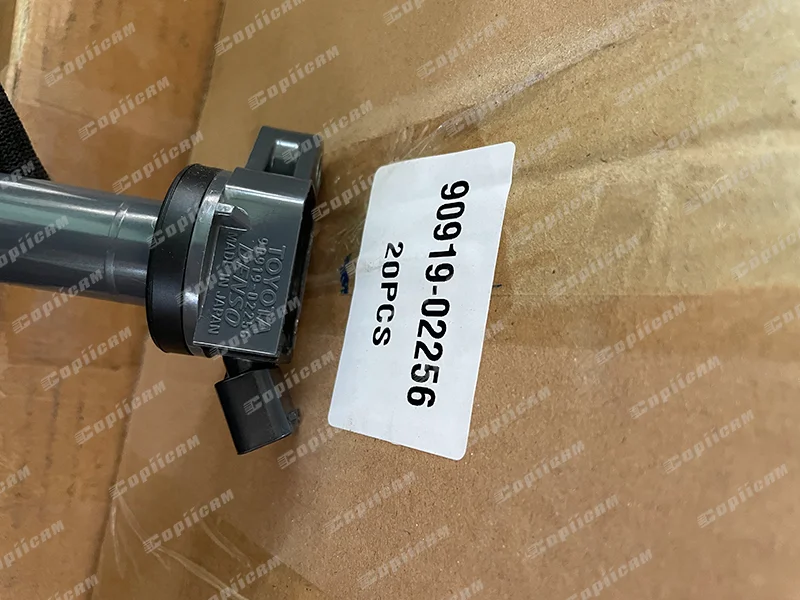 TOYOTA
90919-02256
DENSO
MADE IN JAPAN
90919-02256
20PCS
Copiicam